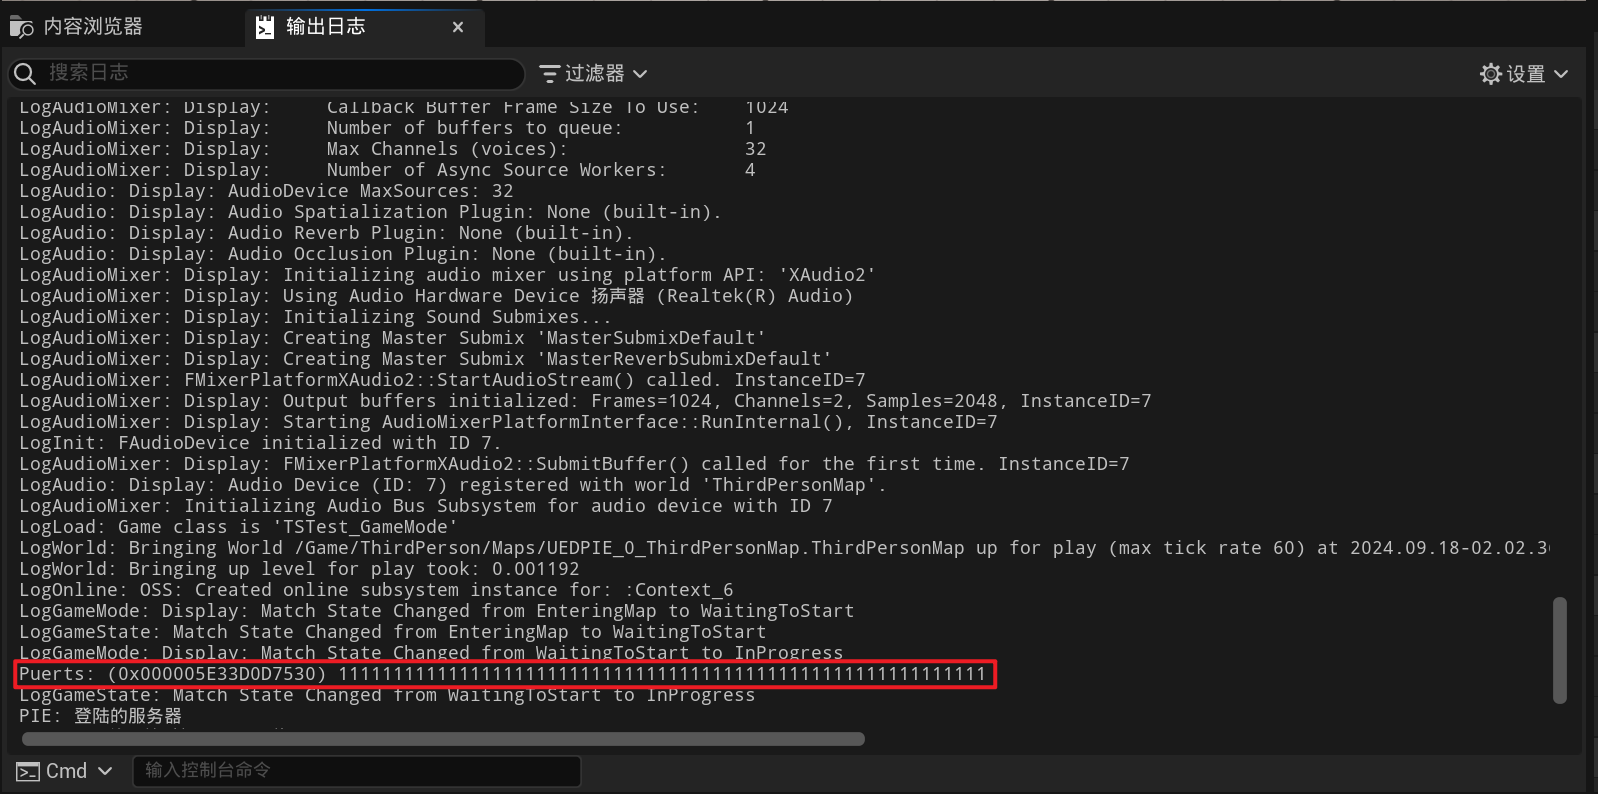 内容浏览器
输出日志
搜索日志
过滤器
设置
LogAudioMixer: Display:     Callback Buffer Frame Size To Use:    1024
LogAudioMixer: Display:     Number of buffers to queue:           1
LogAudioMixer: Display:     Max Channels (voices):                32
LogAudioMixer: Display:     Number of Async Source Workers:       4
LogAudio: Display: AudioDevice MaxSources: 32
LogAudio: Display: Audio Spatialization Plugin: None (built-in).
LogAudio: Display: Audio Reverb Plugin: None (built-in).
LogAudio: Display: Audio Occlusion Plugin: None (built-in).
LogAudioMixer: Display: Initializing audio mixer using platform API: 'XAudio2'
LogAudioMixer: Display: Using Audio Hardware Device 扬声器 (Realtek(R) Audio)
LogAudioMixer: Display: Initializing Sound Submixes...
LogAudioMixer: Display: Creating Master Submix 'MasterSubmixDefault'
LogAudioMixer: Display: Creating Master Submix 'MasterReverbSubmixDefault'
LogAudioMixer: FMixerPlatformXAudio2::StartAudioStream() called. InstanceID=7
LogAudioMixer: Display: Output buffers initialized: Frames=1024, Channels=2, Samples=2048, InstanceID=7
LogAudioMixer: Display: Starting AudioMixerPlatformInterface::RunInternal(), InstanceID=7
LogInit: FAudioDevice initialized with ID 7.
LogAudioMixer: Display: FMixerPlatformXAudio2::SubmitBuffer() called for the first time. InstanceID=7
LogAudio: Display: Audio Device (ID: 7) registered with world 'ThirdPersonMap'.
LogAudioMixer: Initializing Audio Bus Subsystem for audio device with ID 7
LogLoad: Game class is 'TSTest_GameMode'
LogWorld: Bringing World /Game/ThirdPerson/Maps/UEDPIE_0_ThirdPersonMap.ThirdPersonMap up for play (max tick rate 60) at 2024.09.18-02.02.3
LogWorld: Bringing up level for play took: 0.001192
LogOnline: OSS: Created online subsystem instance for: :Context_6
LogGameMode: Display: Match State Changed from EnteringMap to WaitingToStart
LogGameState: Match State Changed from EnteringMap to WaitingToStart
LogGameMode: Display: Match State Changed from WaitingToStart to InProgress
Puerts: (0x000005E33D0D7530) 11111111111111111111111111111111111111111111111111111111111
LogGameState: Match State Changed from WaitingToStart to InProgress
PIE: 登陆的服务器
Cmd
输入控制台命令